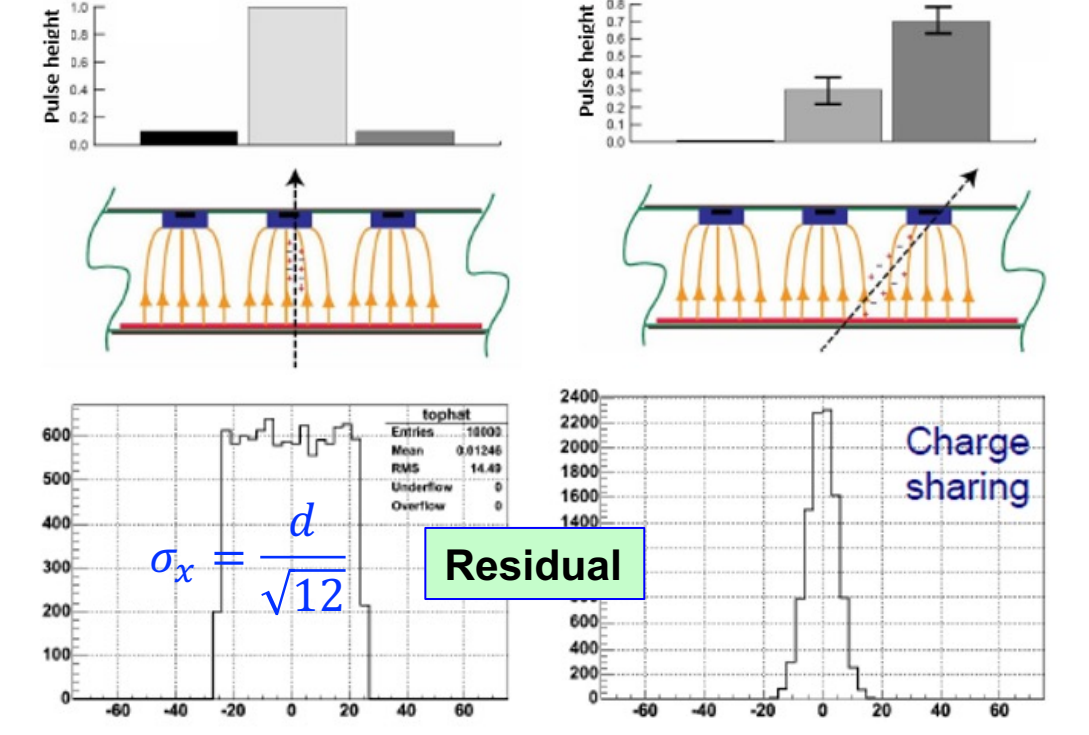 Pulse height
1.0
0.8
0.6
0.4
0.2
0.0
Pulse height
0.8
0.7
0.6
0.5
0.4
0.3
0.2
0.1
0.0
600
500
400
300
200
100
0
-60 -40 -20 0 20 40 60
tophat
Entries 10000
Mean 0.01246
RMS 14.49
Underflow 0
Overflow 0
σx = d/√12
Residual
2400
2200
2000
1800
1600
1400
600
400
200
0
-60 -40 -20 0 20 40 60
Charge
sharing